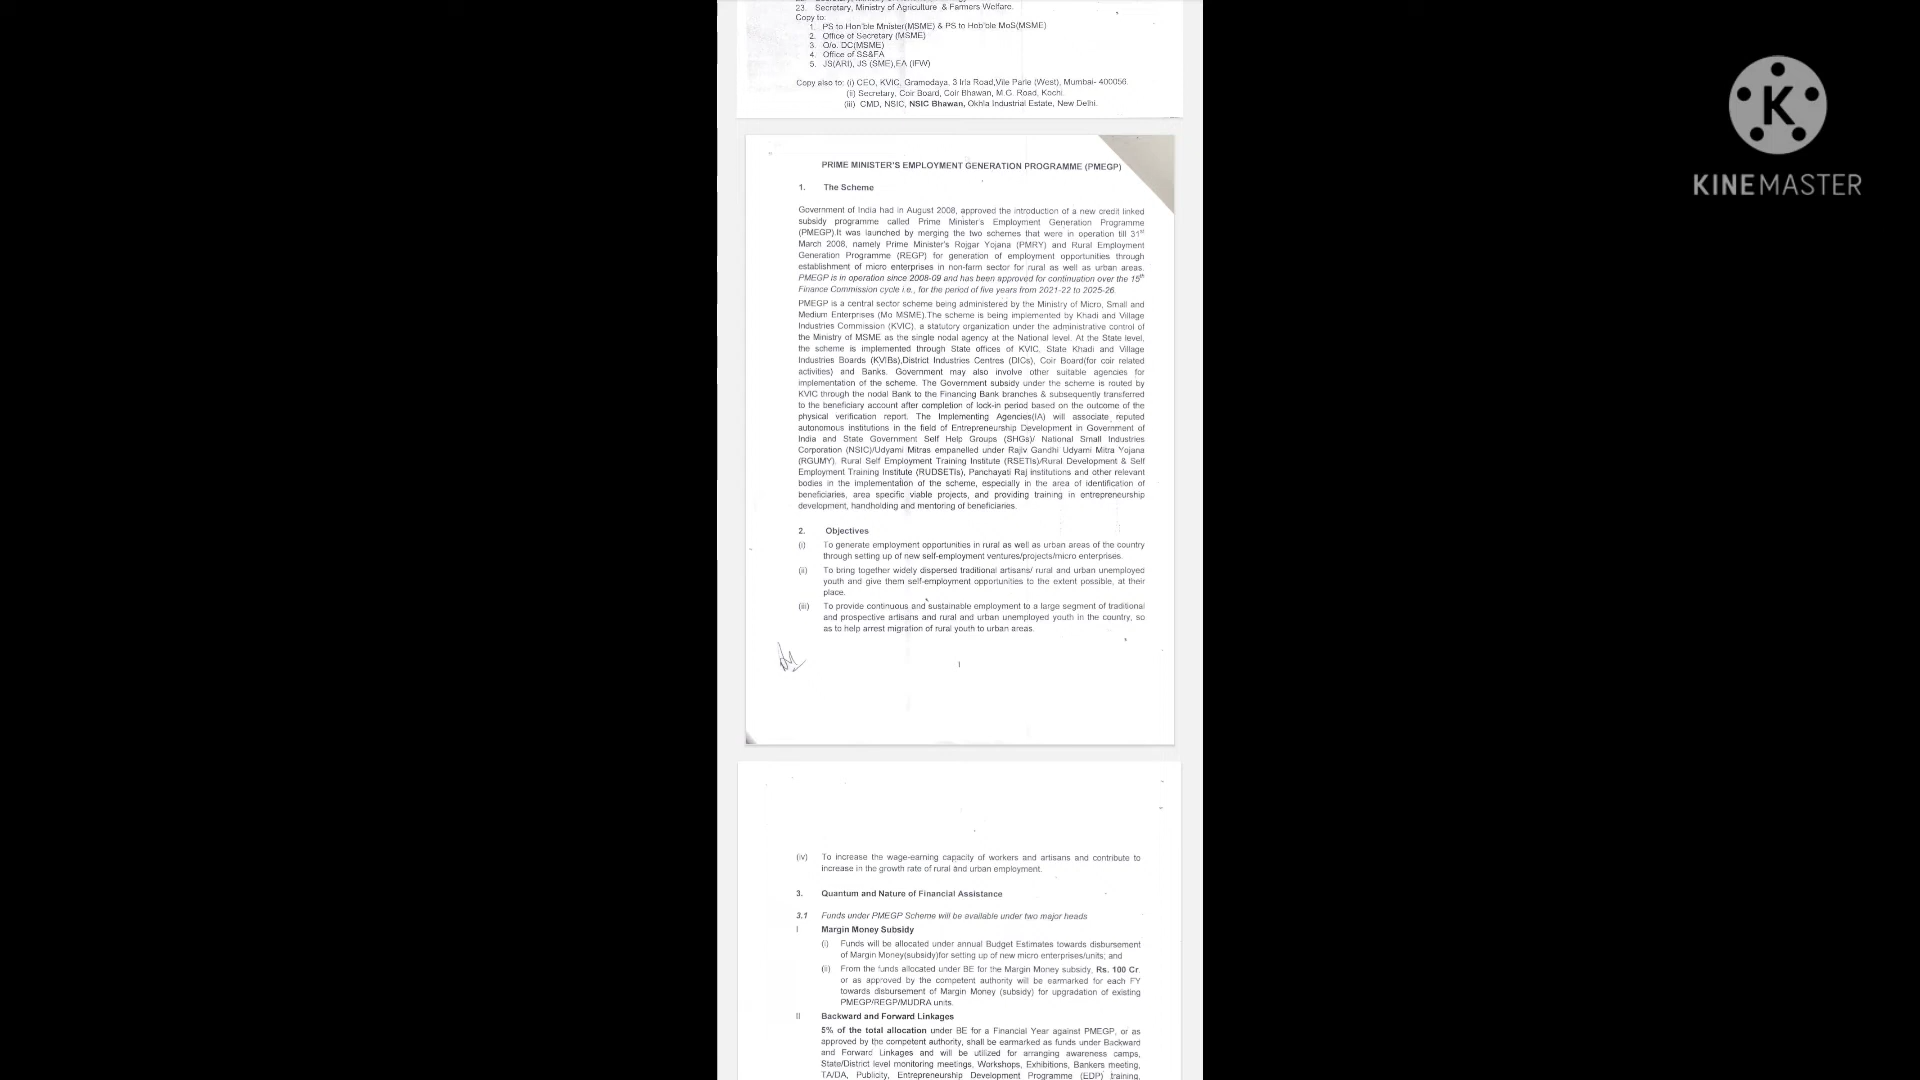 23. Secretary, Ministry of Agriculture & Farmers Welfare.
Copy to:
1. PS to Hon'ble Mnister(MSME) & PS to Hob'ble MoS(MSME)
2. Office of Secretary (MSME)
3. O/o. DC(MSME)
4. Office of SS&FA
5. JS(ARI), JS (SME),EA (IFW)
Copy also to: (i) CEO, KVIC, Gramodaya, 3 Irla Road,Vile Parle (West), Mumbai- 400056.
(ii) Secretary, Coir Board, Coir Bhawan, M.G. Road, Kochi.
(iii) CMD, NSIC, NSIC Bhawan, Okhla Industrial Estate, New Delhi.
KINEMASTER
PRIME MINISTER'S EMPLOYMENT GENERATION PROGRAMME (PMEGP)
1. The Scheme
Government of India had in August 2008, approved the introduction of a new credit linked
subsidy programme called Prime Minister's Employment Generation Programme
(PMEGP).It was launched by merging the two schemes that were in operation till 31st
March 2008, namely Prime Minister's Rojgar Yojana (PMRY) and Rural Employment
Generation Programme (REGP) for generation of employment opportunities through
establishment of micro enterprises in non-farm sector for rural as well as urban areas.
PMEGP is in operation since 2008-09 and has been approved for continuation over the 15th
Finance Commission cycle i.e., for the period of five years from 2021-22 to 2025-26.
PMEGP is a central sector scheme being administered by the Ministry of Micro, Small and
Medium Enterprises (Mo MSME).The scheme is being implemented by Khadi and Village
Industries Commission (KVIC), a statutory organization under the administrative control of
the Ministry of MSME as the single nodal agency at the National level. At the State level,
the scheme is implemented through State offices of KVIC, State Khadi and Village
Industries Boards (KVIBs),District Industries Centres (DICs), Coir Board(for coir related
activities) and Banks. Government may also involve other suitable agencies for
implementation of the scheme. The Government subsidy under the scheme is routed by
KVIC through the nodal Bank to the Financing Bank branches & subsequently transferred
to the beneficiary account after completion of lock-in period based on the outcome of the
physical verification report. The Implementing Agencies(IA) will associate reputed
autonomous institutions in the field of Entrepreneurship Development in Government of
India and State Government Self Help Groups (SHGs)/ National Small Industries
Corporation (NSIC)/Udyami Mitras empanelled under Rajiv Gandhi Udyami Mitra Yojana
(RGUMY), Rural Self Employment Training Institute (RSETIs)/Rural Development & Self
Employment Training Institute (RUDSETIs), Panchayati Raj institutions and other relevant
bodies in the implementation of the scheme, especially in the area of identification of
beneficiaries, area specific viable projects, and providing training in entrepreneurship
development, handholding and mentoring of beneficiaries.
2. Objectives
(i) To generate employment opportunities in rural as well as urban areas of the country
through setting up of new self-employment ventures/projects/micro enterprises.
(ii) To bring together widely dispersed traditional artisans/ rural and urban unemployed
youth and give them self-employment opportunities to the extent possible, at their
place.
(iii) To provide continuous and sustainable employment to a large segment of traditional
and prospective artisans and rural and urban unemployed youth in the country, so
as to help arrest migration of rural youth to urban areas.
1
(iv) To increase the wage-earning capacity of workers and artisans and contribute to
increase in the growth rate of rural and urban employment.
3. Quantum and Nature of Financial Assistance
3.1 Funds under PMEGP Scheme will be available under two major heads
I Margin Money Subsidy
(i) Funds will be allocated under annual Budget Estimates towards disbursement
of Margin Money(subsidy)for setting up of new micro enterprises/units; and
(ii) From the funds allocated under BE for the Margin Money subsidy, Rs. 100 Cr.
or as approved by the competent authority will be earmarked for each FY
towards disbursement of Margin Money (subsidy) for upgradation of existing
PMEGP/REGP/MUDRA units.
II Backward and Forward Linkages
5% of the total allocation under BE for a Financial Year against PMEGP, or as
approved by the competent authority, shall be earmarked as funds under Backward
and Forward Linkages and will be utilized for arranging awareness camps,
State/District level monitoring meetings, Workshops, Exhibitions, Bankers meeting,
TA/DA, Publicity, Entrepreneurship Development Programme (EDP) training,